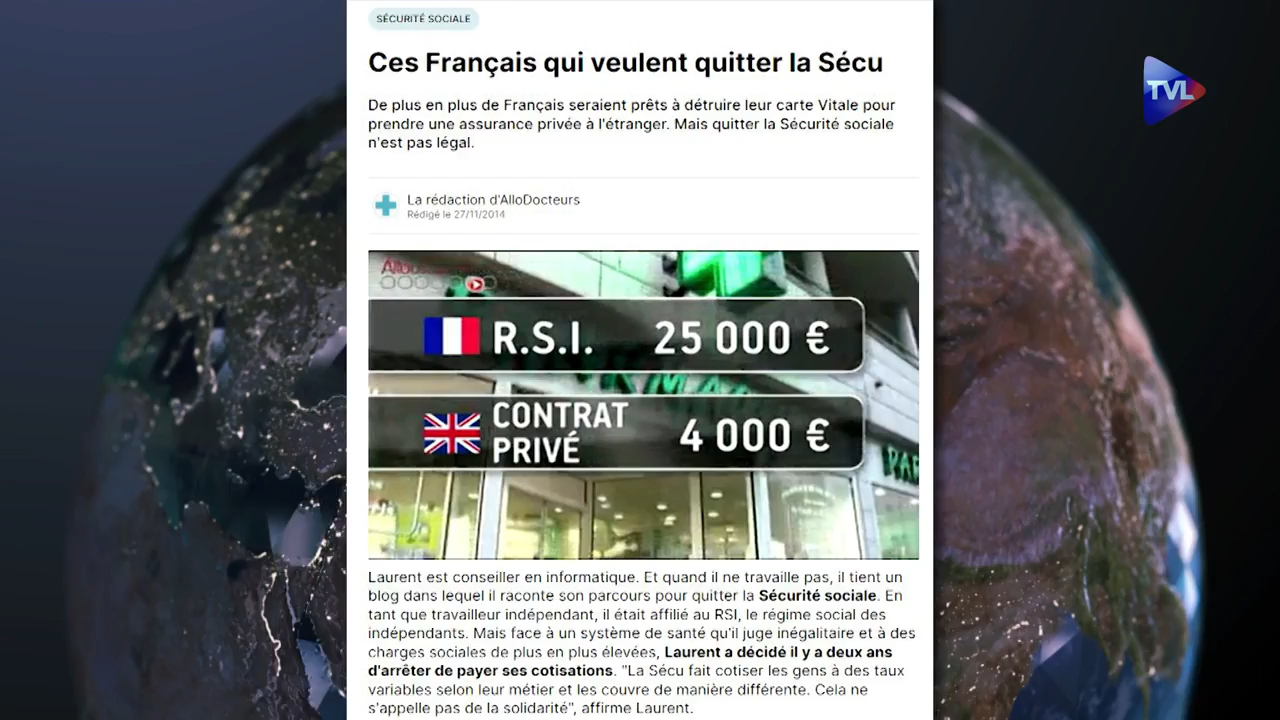 SÉCURITÉ SOCIALE
Ces Français qui veulent quitter la Sécu
De plus en plus de Français seraient prêts à détruire leur carte Vitale pour
prendre une assurance privée à l'étranger. Mais quitter la Sécurité sociale
n'est pas légal.
La rédaction d'AlloDocteurs
Rédigé le 27/11/2014
R.S.I. 25 000 €
CONTRAT
PRIVÉ 4 000 €
Laurent est conseiller en informatique. Et quand il ne travaille pas, il tient un
blog dans lequel il raconte son parcours pour quitter la Sécurité sociale. En
tant que travailleur indépendant, il était affilié au RSI, le régime social des
indépendants. Mais face à un système de santé qu'il juge inégalitaire et à des
charges sociales de plus en plus élevées, Laurent a décidé il y a deux ans
d'arrêter de payer ses cotisations. "La Sécu fait cotiser les gens à des taux
variables selon leur métier et les couvre de manière différente. Cela ne
s'appelle pas de la solidarité", affirme Laurent.
TVL